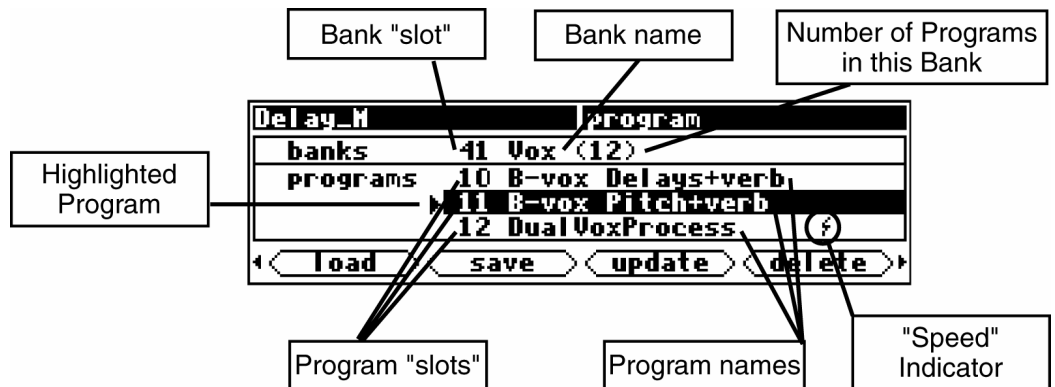 Bank "slot"
Bank name
Number of Programs
in this Bank
Delay_M program
banks 41 Vox (12)
Highlighted
Program
programs 10 B-vox Delays+verb
11 B-vox Pitch+verb
12 DualVoxProcess
load save update delete
Program "slots"
Program names
"Speed"
Indicator